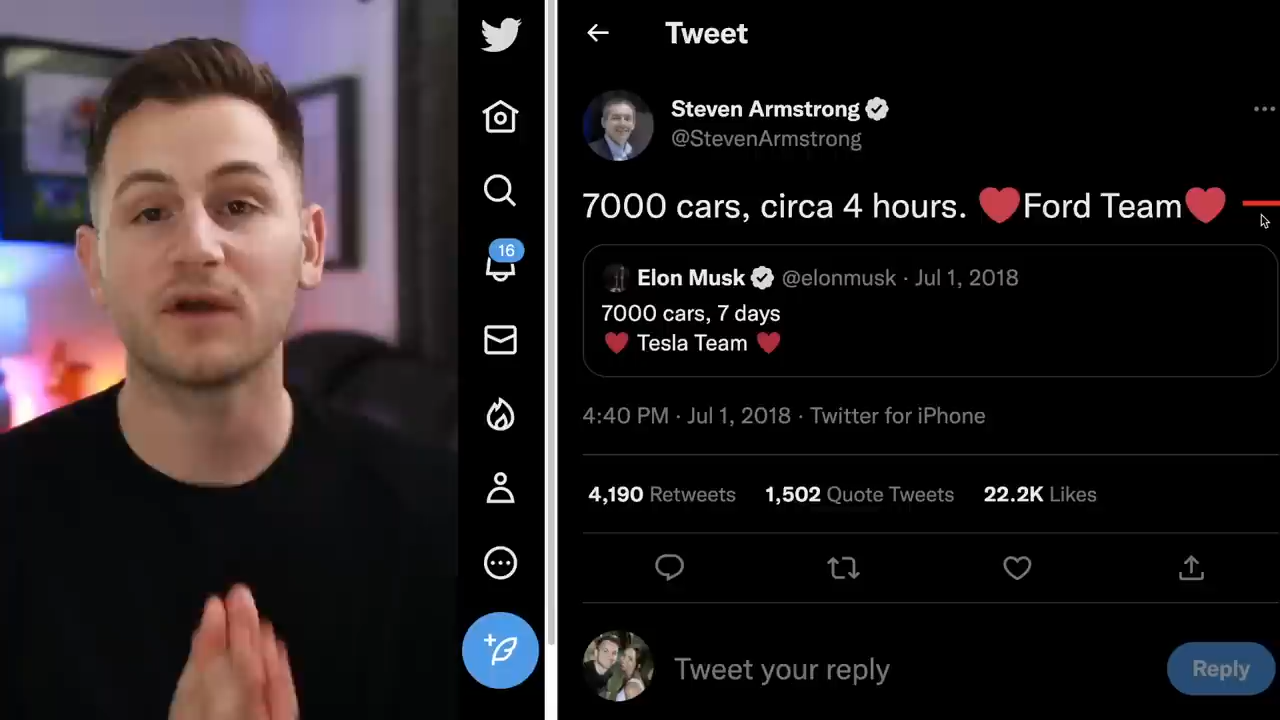 Tweet
Steven Armstrong
@StevenArmstrong
7000 cars, circa 4 hours. ❤️Ford Team❤️
Elon Musk @elonmusk · Jul 1, 2018
7000 cars, 7 days
♥️ Tesla Team ♥️
4:40 PM · Jul 1, 2018 · Twitter for iPhone
4,190 Retweets 1,502 Quote Tweets 22.2K Likes
16
Tweet your reply
Reply